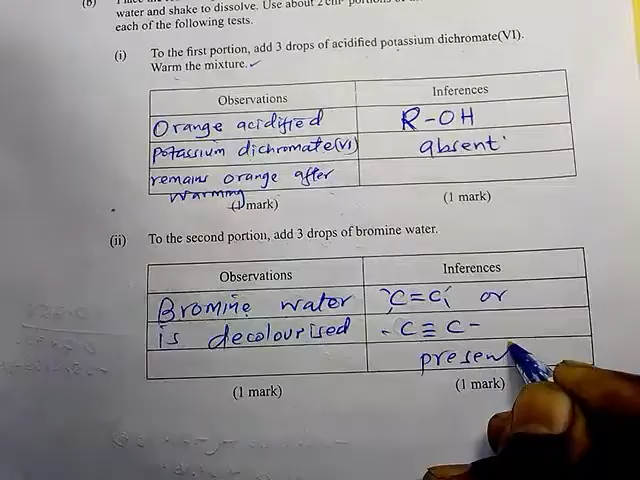 (b)
water and shake to dissolve. Use about 2 cm³ portions of
each of the following tests.
(i) To the first portion, add 3 drops of acidified potassium dichromate(VI).
Warm the mixture. ✓
Observations Inferences
Orange acidified R-OH
potassium dichromate(VI) absent
remains orange after
warming
(1 mark) (1 mark)
(ii) To the second portion, add 3 drops of bromine water.
Observations Inferences
Bromine water C=C or
is decolourised -C≡C-
presen
(1 mark) (1 mark)